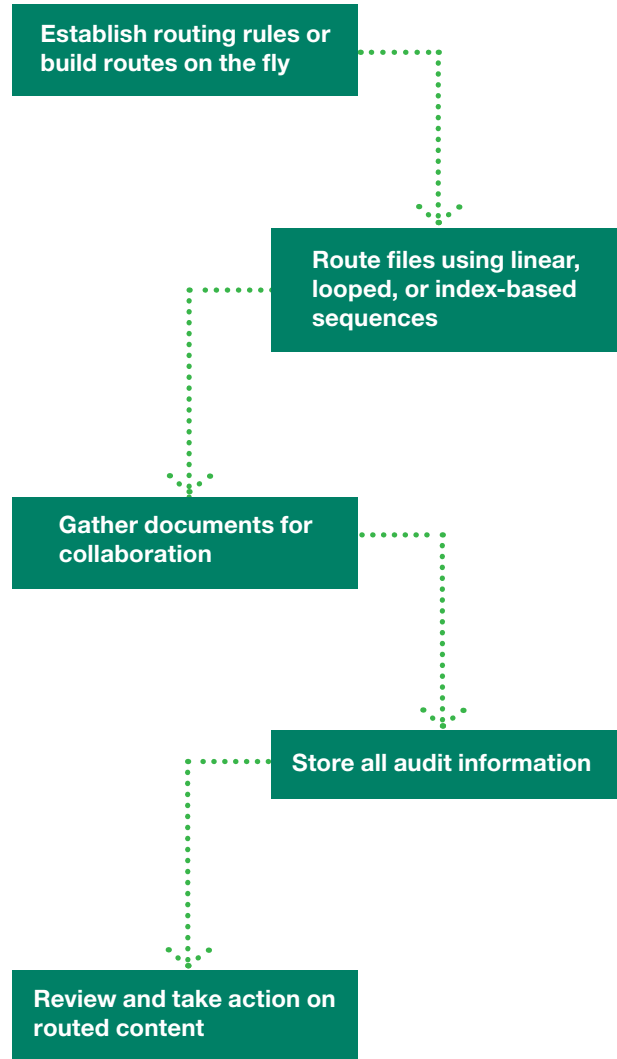 Establish routing rules or
build routes on the fly
Route files using linear,
looped, or index-based
sequences
Gather documents for
collaboration
Store all audit information
Review and take action on
routed content